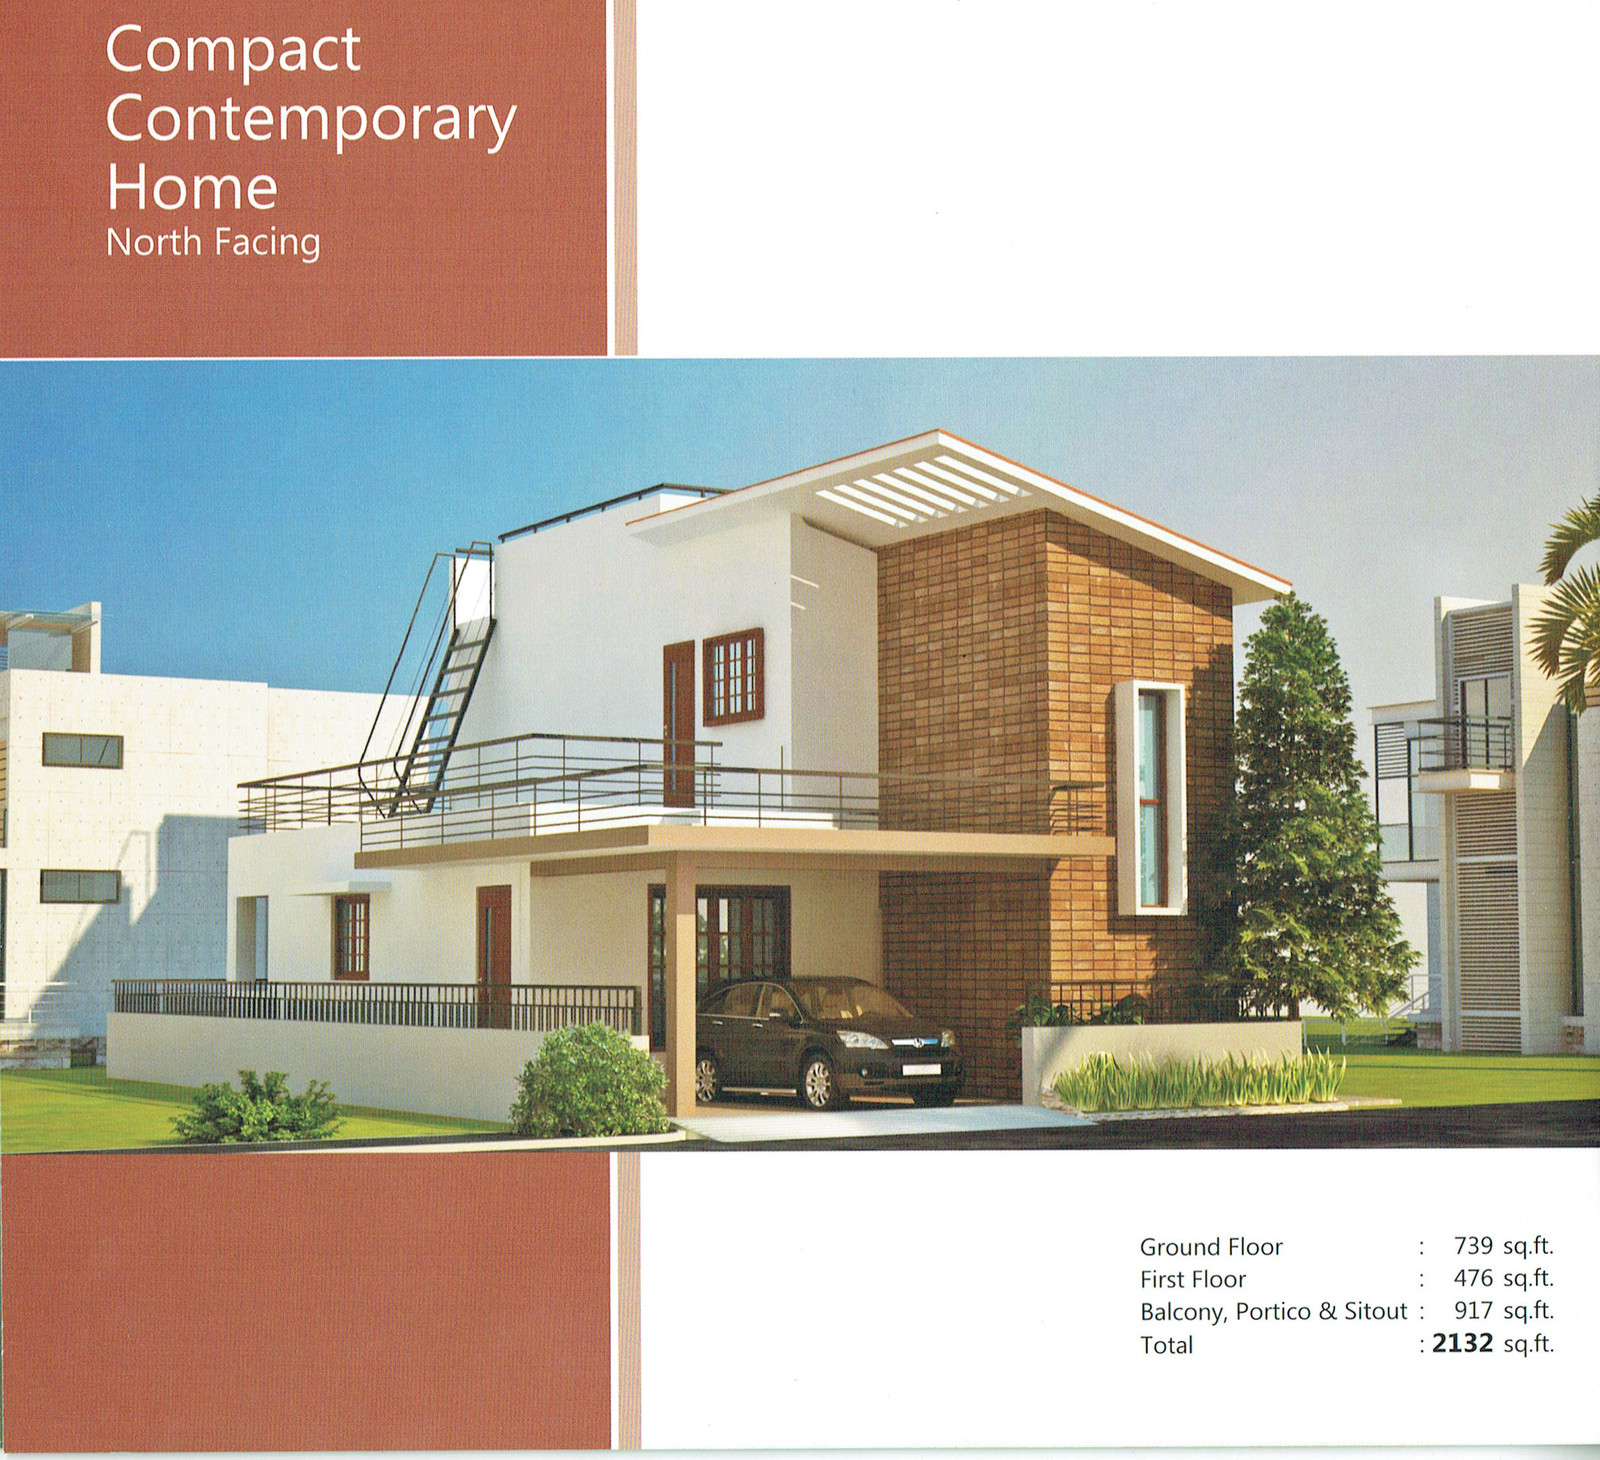 Compact
Contemporary
Home
North Facing
Ground Floor : 739 sq.ft.
First Floor : 476 sq.ft.
Balcony, Portico & Sitout : 917 sq.ft.
Total : 2132 sq.ft.